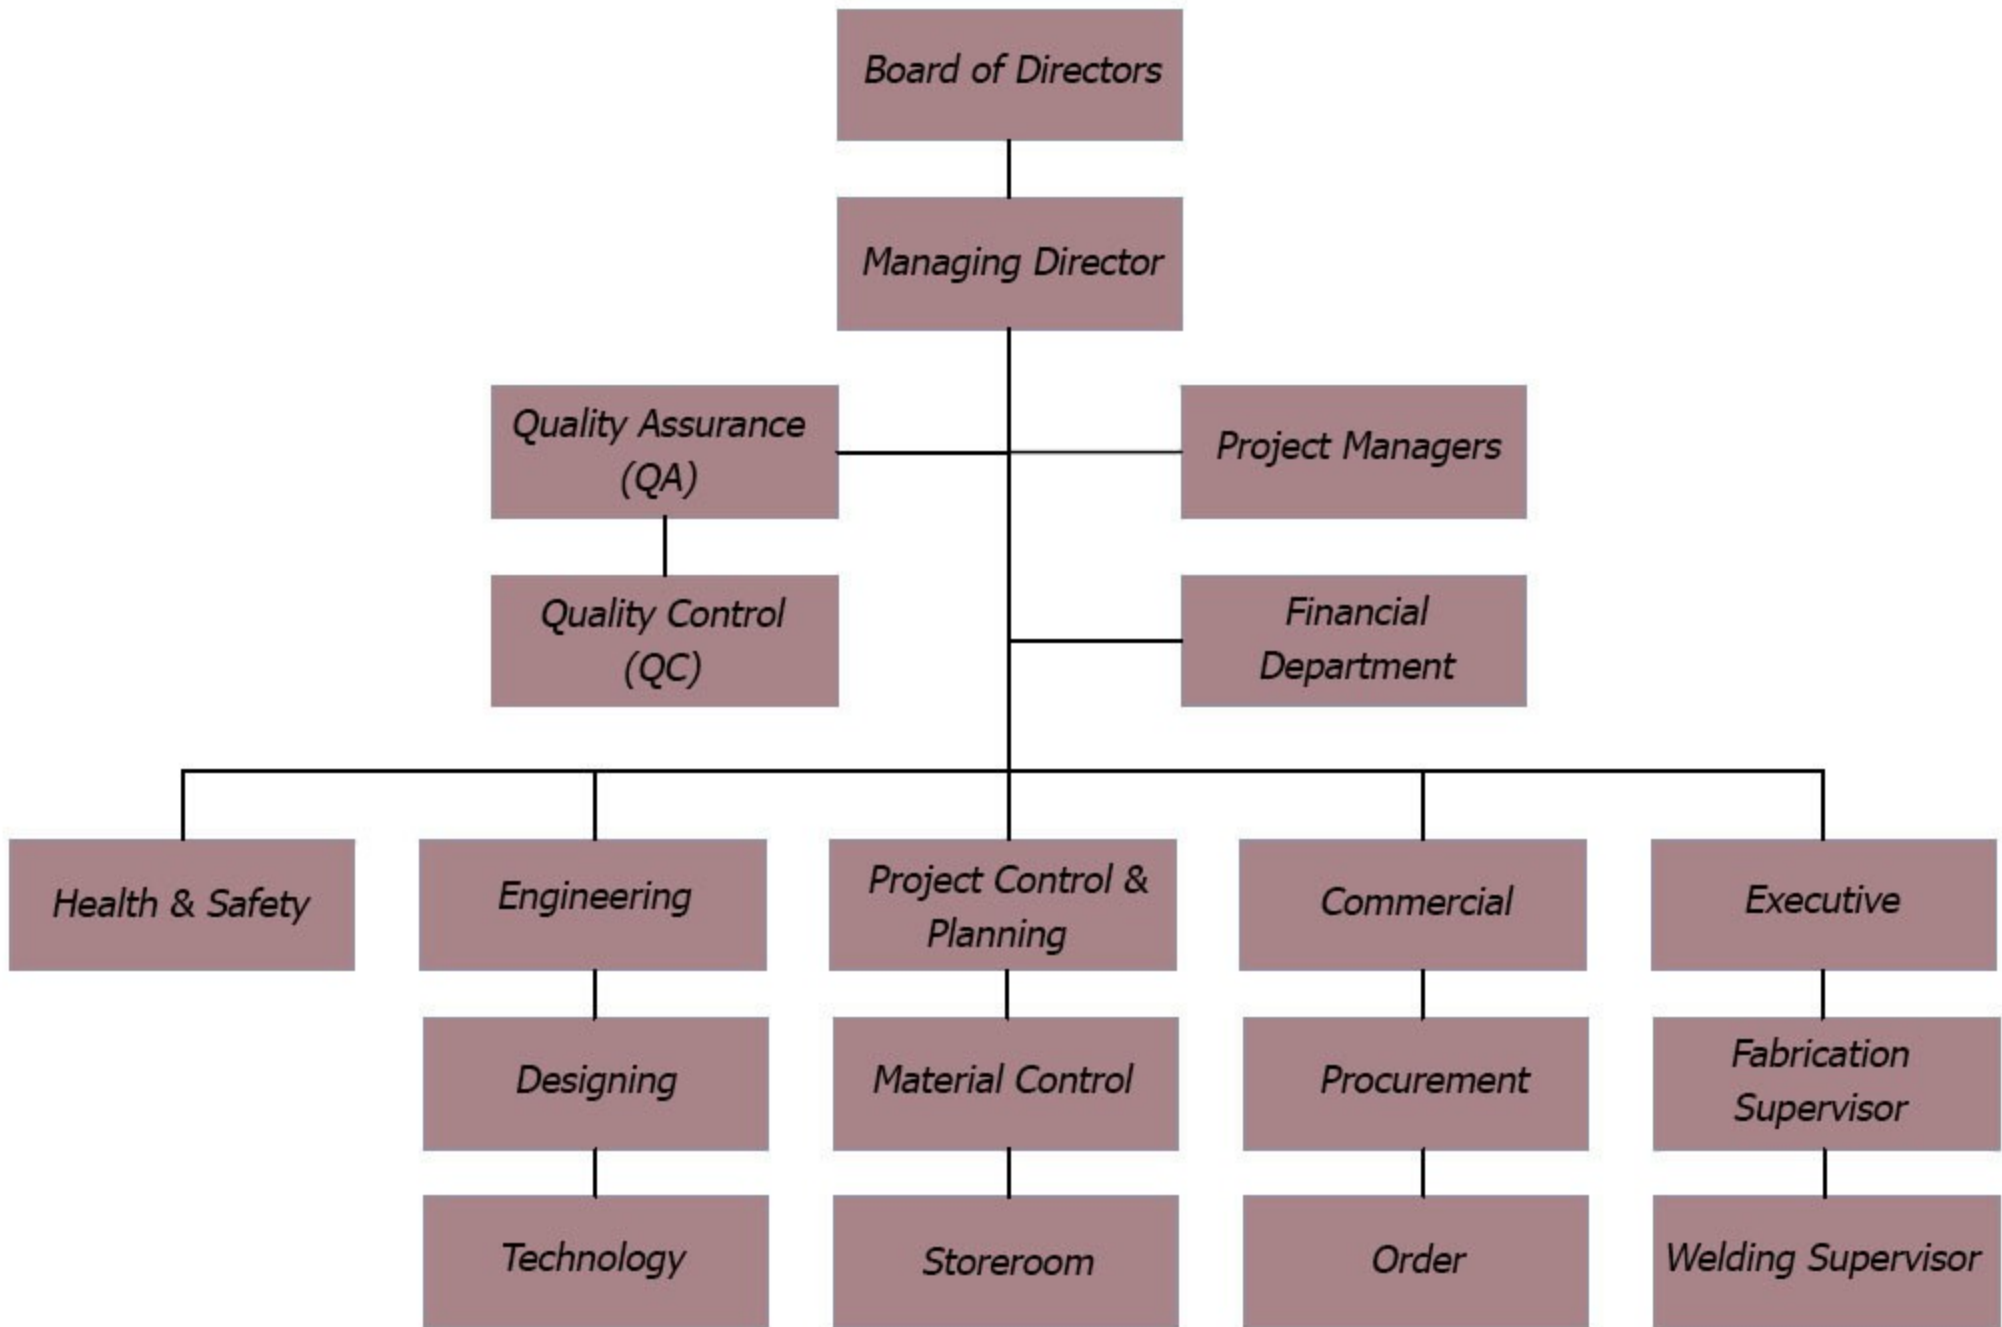 Board of Directors
Managing Director
Quality Assurance
(QA)
Project Managers
Quality Control
(QC)
Financial
Department
Health & Safety
Engineering
Project Control &
Planning
Commercial
Executive
Designing
Material Control
Procurement
Fabrication
Supervisor
Technology
Storeroom
Order
Welding Supervisor